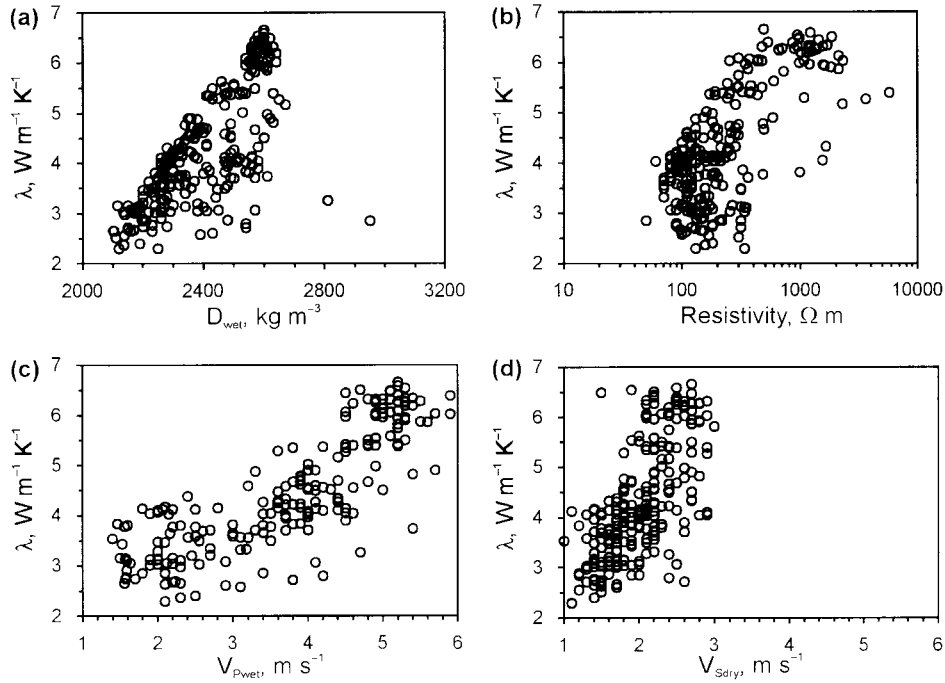 (a)
7
6
5
4
3
2
λ, W m⁻¹ K⁻¹
2000 2400 2800 3200
D_wet, kg m⁻³
(b)
7
6
5
4
3
2
λ, W m⁻¹ K⁻¹
10 100 1000 10000
Resistivity, Ω m
(c)
7
6
5
4
3
2
λ, W m⁻¹ K⁻¹
1 2 3 4 5 6
V_Pwet, m s⁻¹
(d)
7
6
5
4
3
2
λ, W m⁻¹ K⁻¹
1 2 3 4 5 6
V_Sdry, m s⁻¹